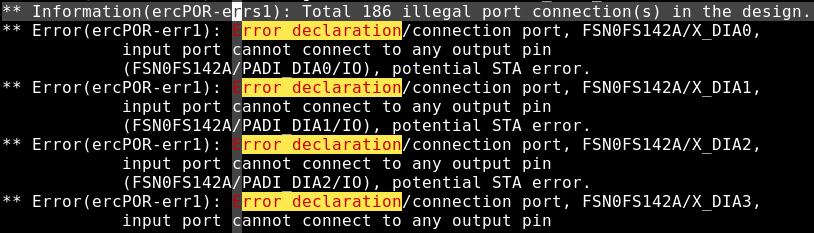 ** Information(ercPOR-errs1): Total 186 illegal port connection(s) in the design.
** Error(ercPOR-err1): Error declaration/connection port, FSN0FS142A/X_DIA0,
input port cannot connect to any output pin
(FSN0FS142A/PADI_DIA0/IO), potential STA error.
** Error(ercPOR-err1): Error declaration/connection port, FSN0FS142A/X_DIA1,
input port cannot connect to any output pin
(FSN0FS142A/PADI_DIA1/IO), potential STA error.
** Error(ercPOR-err1): Error declaration/connection port, FSN0FS142A/X_DIA2,
input port cannot connect to any output pin
(FSN0FS142A/PADI_DIA2/IO), potential STA error.
** Error(ercPOR-err1): Error declaration/connection port, FSN0FS142A/X_DIA3,
input port cannot connect to any output pin